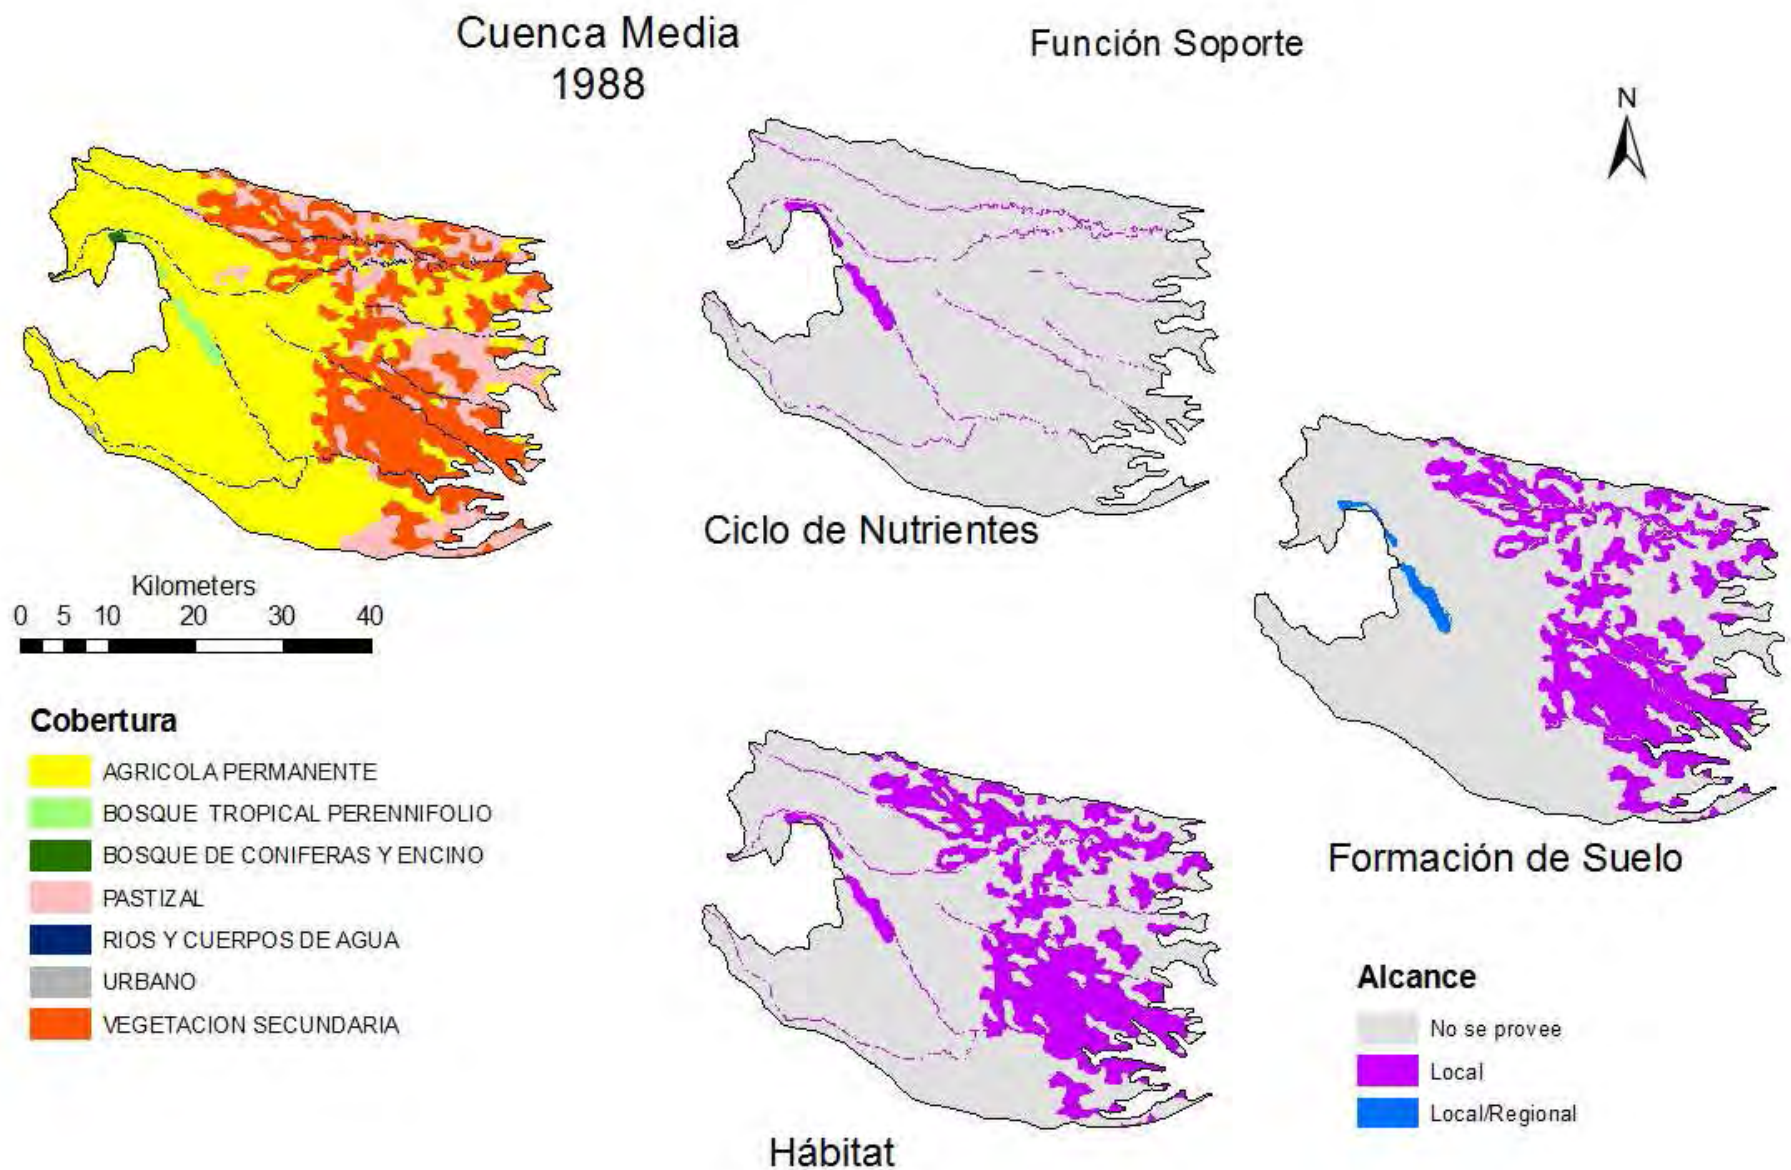 Cuenca Media
1988
Función Soporte
N
Ciclo de Nutrientes
Kilometers
0 5 10 20 30 40
Cobertura
AGRICOLA PERMANENTE
BOSQUE TROPICAL PERENNIFOLIO
BOSQUE DE CONIFERAS Y ENCINO
PASTIZAL
RIOS Y CUERPOS DE AGUA
URBANO
VEGETACION SECUNDARIA
Formación de Suelo
Alcance
No se provee
Local
Local/Regional
Hábitat